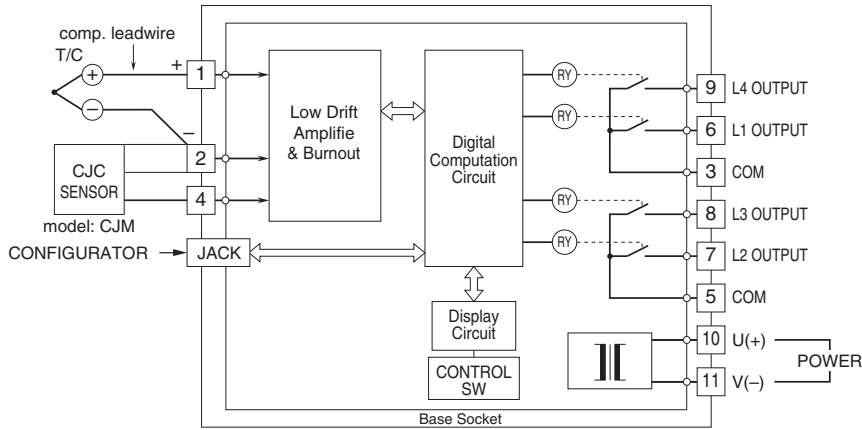 comp. leadwire
T/C
+
+
1
−
−
2
CJC
SENSOR
4
model: CJM
CONFIGURATOR
JACK
Low Drift
Amplifie
& Burnout
Digital
Computation
Circuit
Display
Circuit
CONTROL
SW
RY
RY
RY
RY
9 L4 OUTPUT
6 L1 OUTPUT
3 COM
8 L3 OUTPUT
7 L2 OUTPUT
5 COM
10 U(+)
POWER
11 V(–)
Base Socket